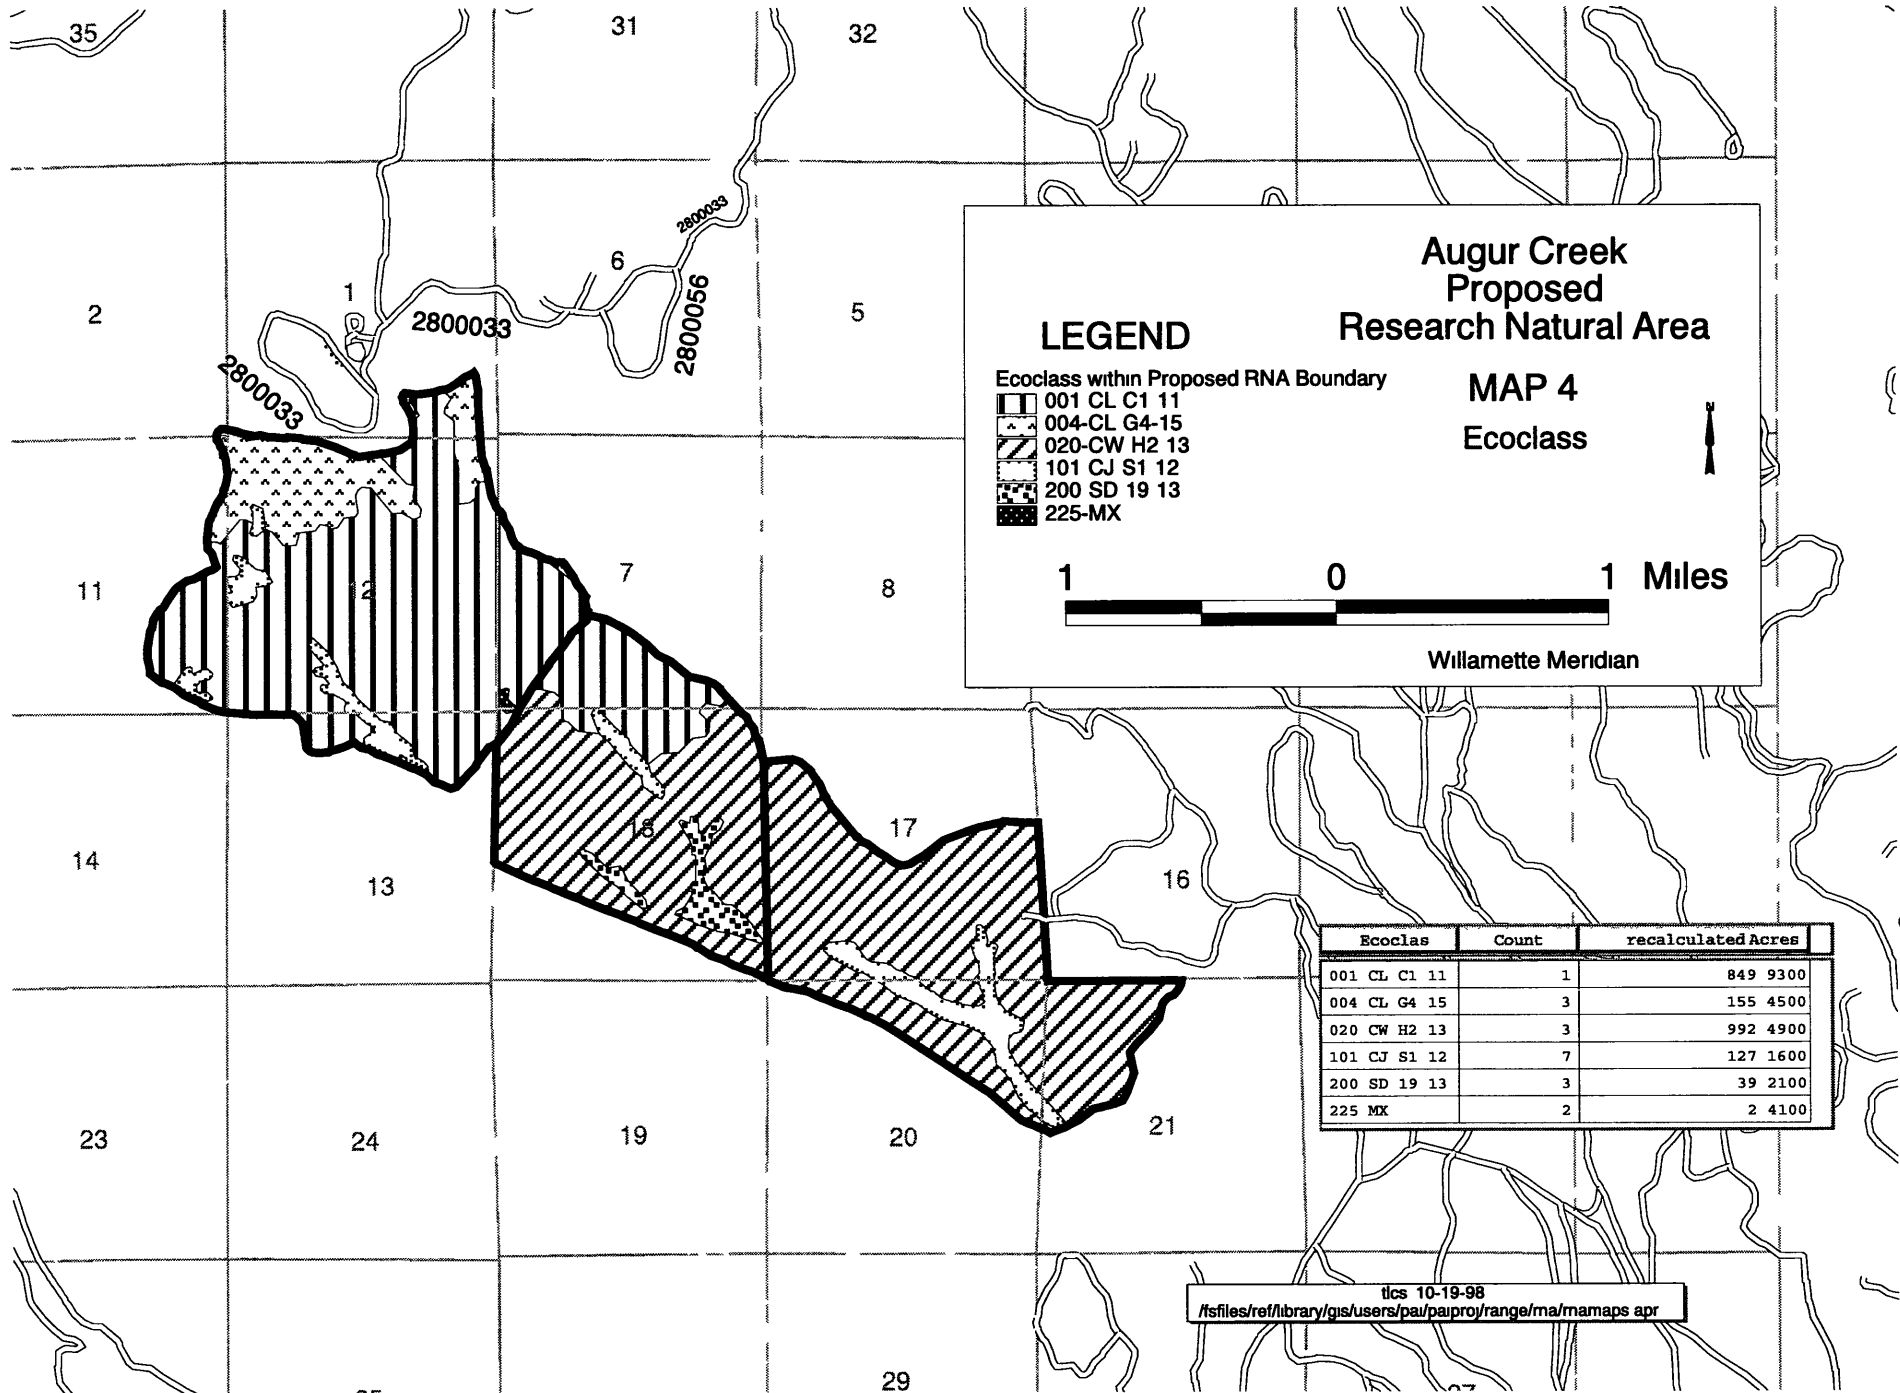 35
31
32
2800033
6
1
2
5
2800033
2800056
2800033
Augur Creek
Proposed
Research Natural Area
MAP 4
Ecoclass
N
LEGEND
Ecoclass within Proposed RNA Boundary
001 CL C1 11
004-CL G4-15
020-CW H2 13
101 CJ S1 12
200 SD 19 13
225-MX
1 0 1 Miles
Willamette Meridian
11
2
7
8
14
13
18
17
16
Ecoclas Count recalculated Acres
001 CL C1 11 1 849 9300
004 CL G4 15 3 155 4500
020 CW H2 13 3 992 4900
101 CJ S1 12 7 127 1600
200 SD 19 13 3 39 2100
225 MX 2 2 4100
23
24
19
20
21
tlcs 10-19-98
/fsfiles/ref/library/gis/users/pai/paiproj/range/rna/rnamaps apr
29